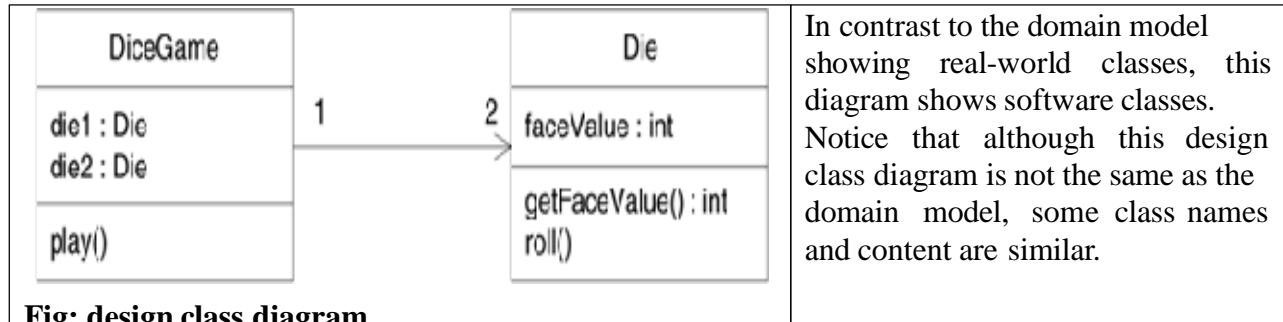 DiceGame
die1 : Die
die2 : Die
play()
1
2
Die
faceValue : int
getFaceValue() : int
roll()
Fig: design class diagram
In contrast to the domain model
showing real-world classes, this
diagram shows software classes.
Notice that although this design
class diagram is not the same as the
domain model, some class names
and content are similar.